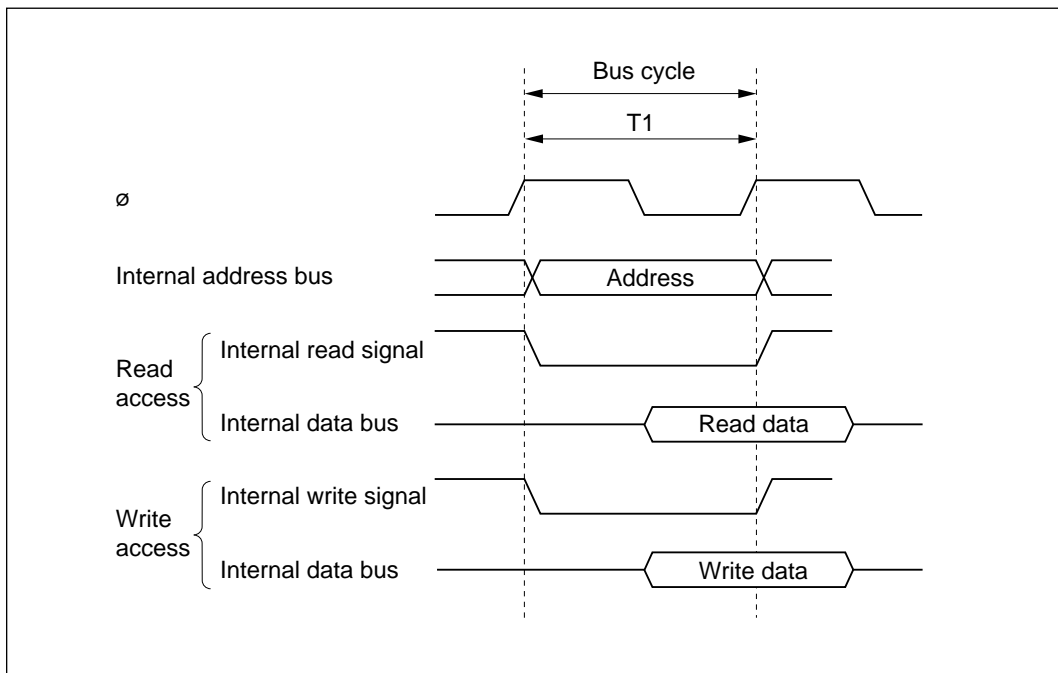 Bus cycle
T1
ø
Internal address bus
Address
Read
access
Internal read signal
Internal data bus
Read data
Write
access
Internal write signal
Internal data bus
Write data